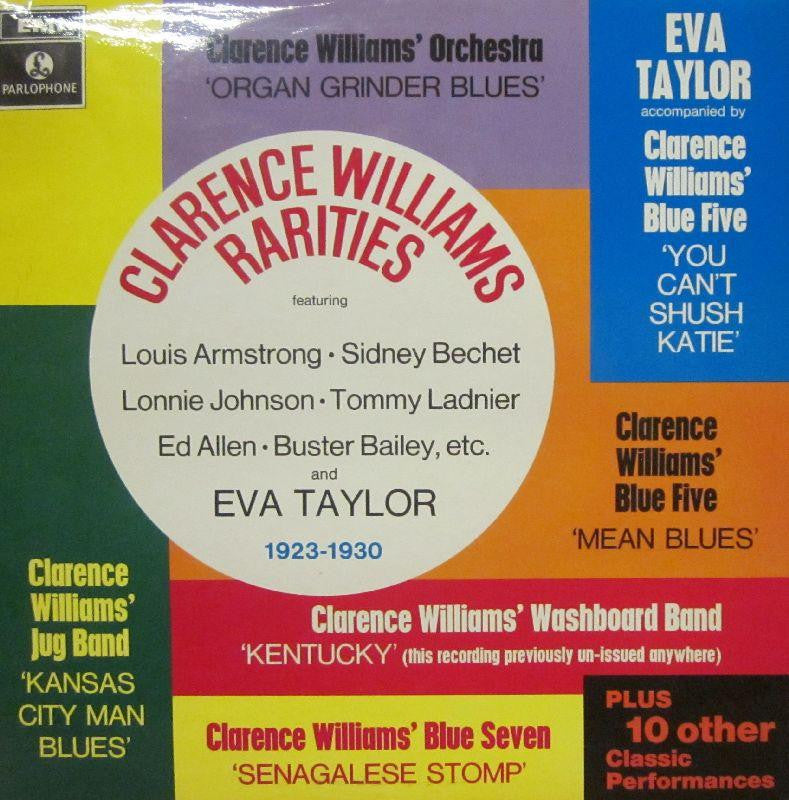 EMI
PARLOPHONE
Clarence Williams' Orchestra
'ORGAN GRINDER BLUES'
EVA
TAYLOR
accompanied by
Clarence
Williams'
Blue Five
'YOU
CAN'T
SHUSH
KATIE'
CLARENCE WILLIAMS
RARITIES
featuring
Louis Armstrong • Sidney Bechet
Lonnie Johnson • Tommy Ladnier
Ed Allen • Buster Bailey, etc.
and
EVA TAYLOR
1923-1930
Clarence
Williams'
Blue Five
'MEAN BLUES'
Clarence
Williams'
Jug Band
'KANSAS
CITY MAN
BLUES'
Clarence Williams' Washboard Band
'KENTUCKY' (this recording previously un-issued anywhere)
Clarence Williams' Blue Seven
'SENAGALESE STOMP'
PLUS
10 other
Classic
Performances